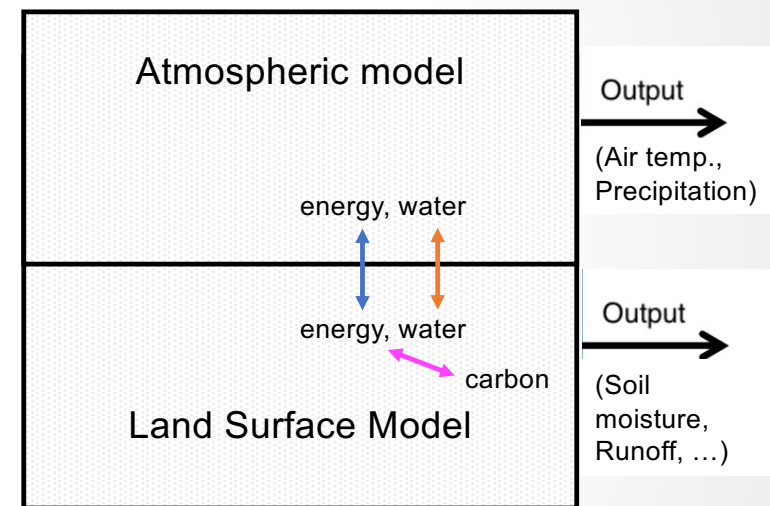 Atmospheric model
Output
(Air temp.,
Precipitation)
energy, water
energy, water
carbon
Land Surface Model
Output
(Soil
moisture,
Runoff, …)